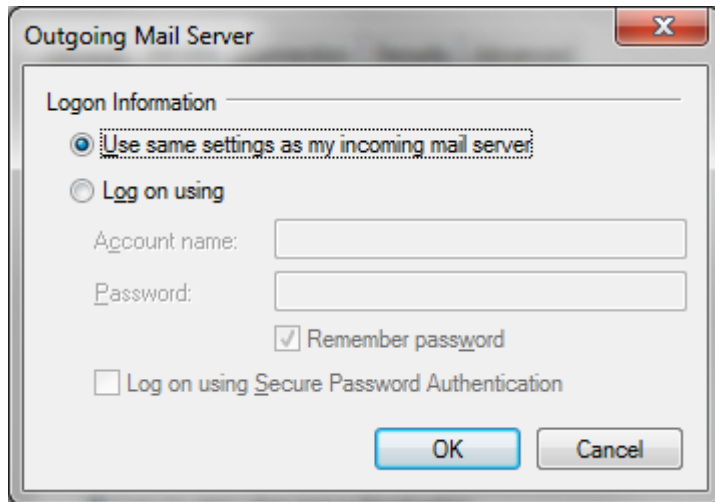 Outgoing Mail Server
Logon Information
Use same settings as my incoming mail server
Log on using
Account name:
Password:
Remember password
Log on using Secure Password Authentication
OK Cancel